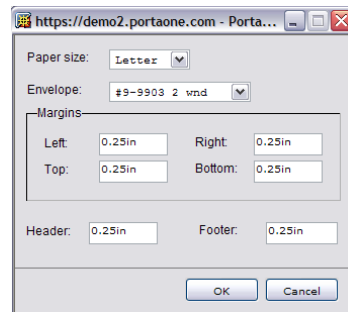 https://demo2.portaone.com - Porta...
Paper size: Letter
Envelope: #9-9903 2 wnd
Margins
Left: 0.25in Right: 0.25in
Top: 0.25in Bottom: 0.25in
Header: 0.25in Footer: 0.25in
OK Cancel